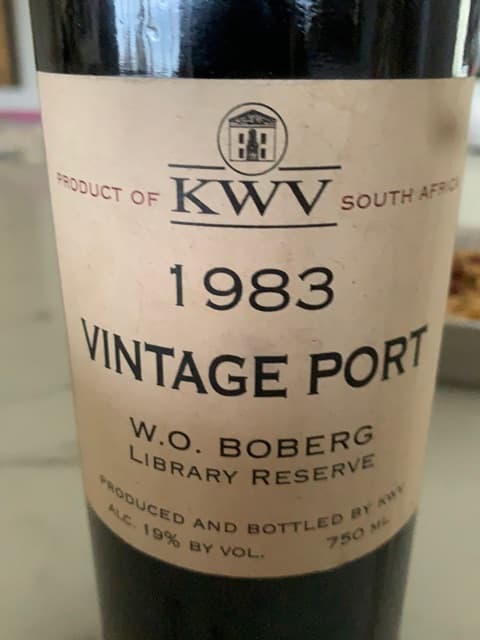 PRODUCT OF KWV SOUTH AFRICA
1983
VINTAGE PORT
W.O. BOBERG
LIBRARY RESERVE
PRODUCED AND BOTTLED BY KWV
ALC. 19% BY VOL. 750 ML